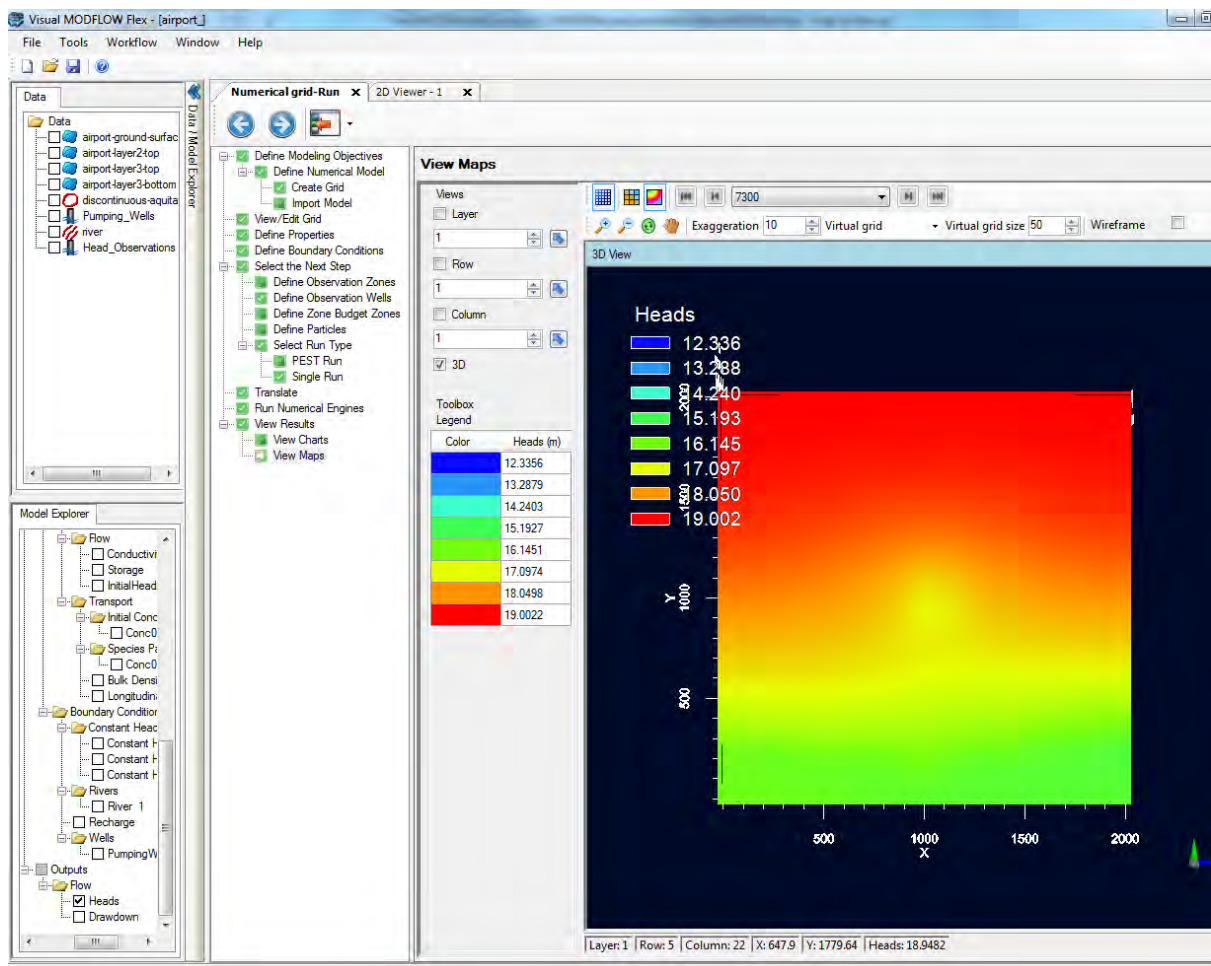 Visual MODFLOW Flex - [airport_]
File Tools Workflow Window Help
Data
Data
airport-ground-surfac
airport-layer2-top
airport-layer3-top
airport-layer3-bottom
discontinuous-aquita
Pumping_Wells
river
Head_Observations
Data / Model Explorer
Model Explorer
Flow
Conductivi
Storage
InitialHead
Transport
Initial Conc
Conc0
Species Pa
Conc0
Bulk Densi
Longitudin
Boundary Condition
Constant Head
Constant H
Constant H
Constant H
Rivers
River 1
Recharge
Wells
PumpingW
Outputs
Flow
Heads
Drawdown
Numerical grid-Run 2D Viewer - 1
Define Modeling Objectives
Define Numerical Model
Create Grid
Import Model
View/Edit Grid
Define Properties
Define Boundary Conditions
Select the Next Step
Define Observation Zones
Define Observation Wells
Define Zone Budget Zones
Define Particles
Select Run Type
PEST Run
Single Run
Translate
Run Numerical Engines
View Results
View Charts
View Maps
View Maps
Views
Layer
1
Row
1
Column
1
3D
Toolbox
Legend
Color Heads (m)
12.3356
13.2879
14.2403
15.1927
16.1451
17.0974
18.0498
19.0022
7300
Exaggeration 10 Virtual grid Virtual grid size 50 Wireframe
3D View
Heads
12.336
13.288
14.240
15.193
16.145
17.097
18.050
19.002
2000
1500
1000
500
Y
500 1000 1500 2000
X
Layer: 1 Row: 5 Column: 22 X: 647.9 Y: 1779.64 Heads: 18.9482